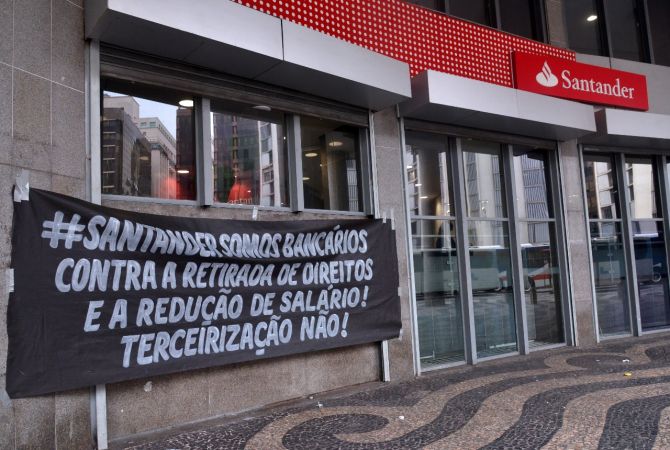 Santander
#SANTANDER SOMOS BANCÁRIOS
CONTRA A RETIRADA DE DIREITOS
E A REDUÇÃO DE SALÁRIO!
TERCEIRIZAÇÃO NÃO!